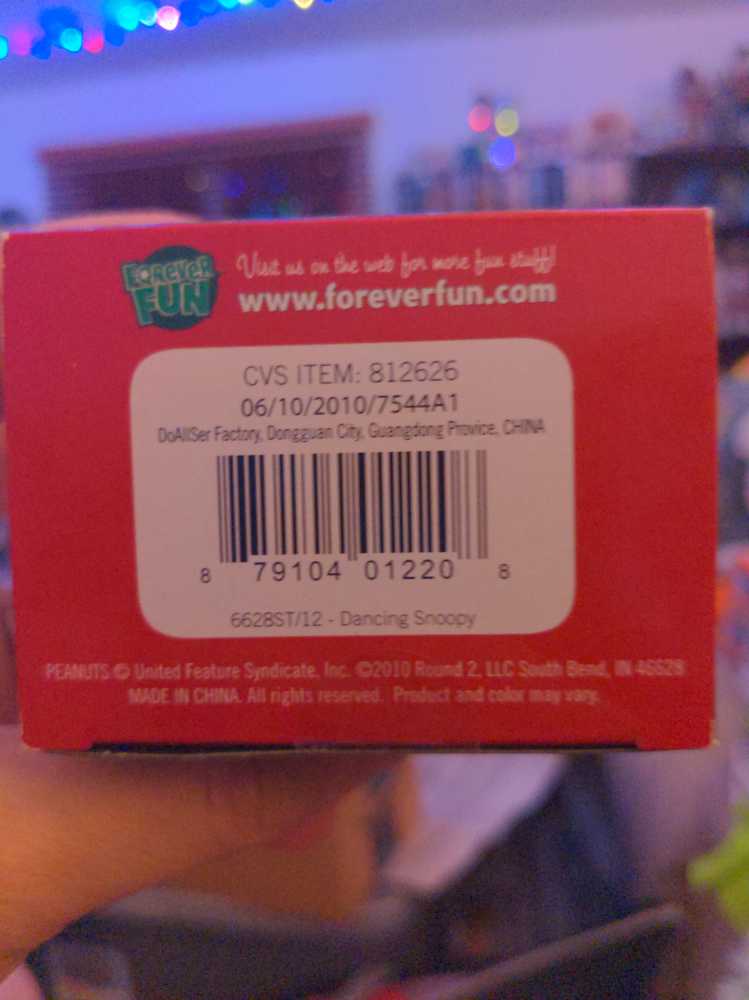 FOREVER
FUN
Visit us on the web for more fun stuff!
www.foreverfun.com
CVS ITEM: 812626
06/10/2010/7544A1
DoAllSer Factory, Dongguan City, Guangdong Provice, CHINA
8 79104 01220 8
6628ST/12 - Dancing Snoopy
PEANUTS © United Feature Syndicate, Inc. ©2010 Round 2, LLC South Bend, IN 46628
MADE IN CHINA. All rights reserved. Product and color may vary.